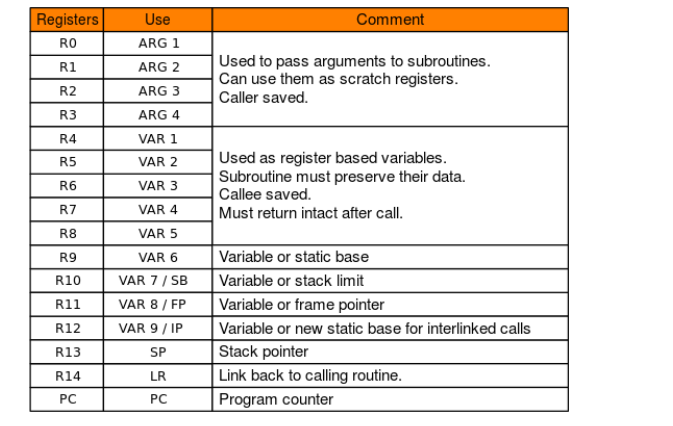 Registers Use Comment
R0 ARG 1
R1 ARG 2
R2 ARG 3
R3 ARG 4
Used to pass arguments to subroutines.
Can use them as scratch registers.
Caller saved.
R4 VAR 1
R5 VAR 2
R6 VAR 3
R7 VAR 4
R8 VAR 5
Used as register based variables.
Subroutine must preserve their data.
Callee saved.
Must return intact after call.
R9 VAR 6 Variable or static base
R10 VAR 7 / SB Variable or stack limit
R11 VAR 8 / FP Variable or frame pointer
R12 VAR 9 / IP Variable or new static base for interlinked calls
R13 SP Stack pointer
R14 LR Link back to calling routine.
PC PC Program counter